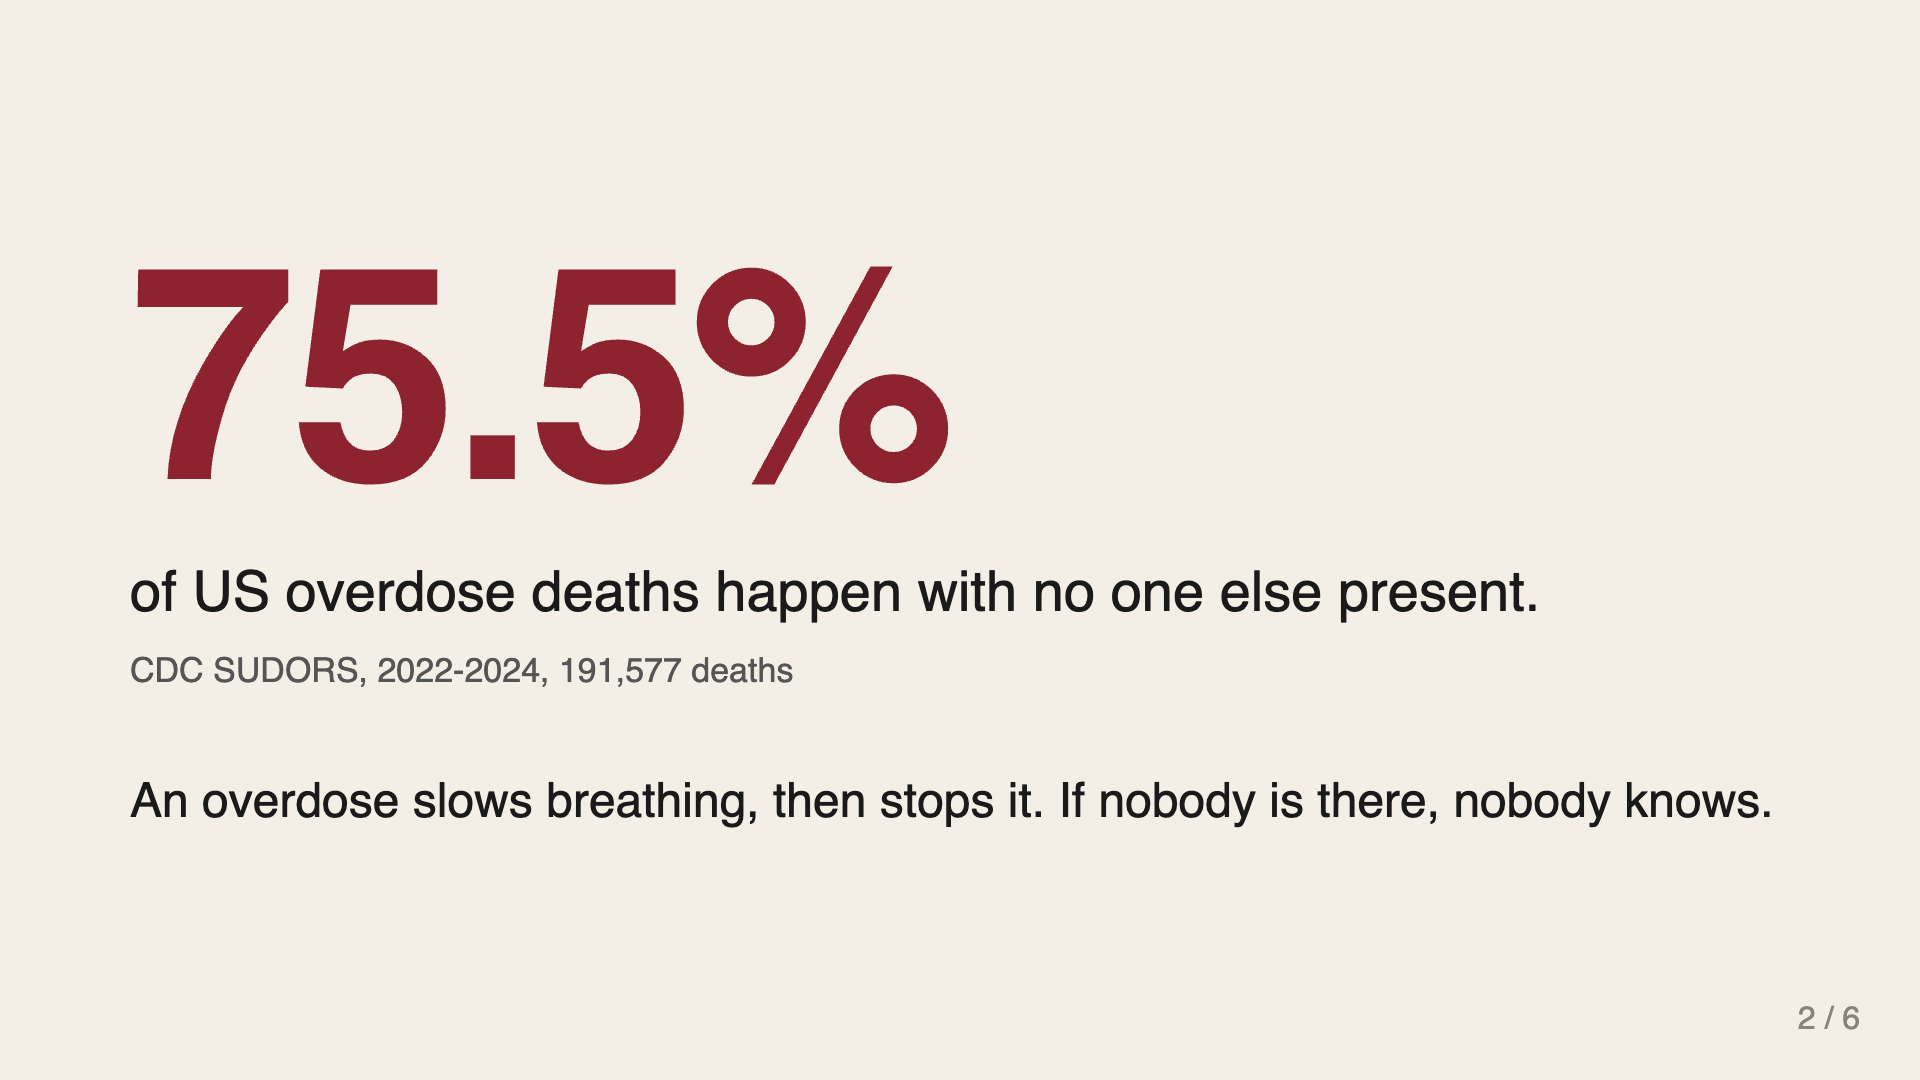 75.5%
of US overdose deaths happen with no one else present.
CDC SUDORS, 2022-2024, 191,577 deaths
An overdose slows breathing, then stops it. If nobody is there, nobody knows.
2 / 6